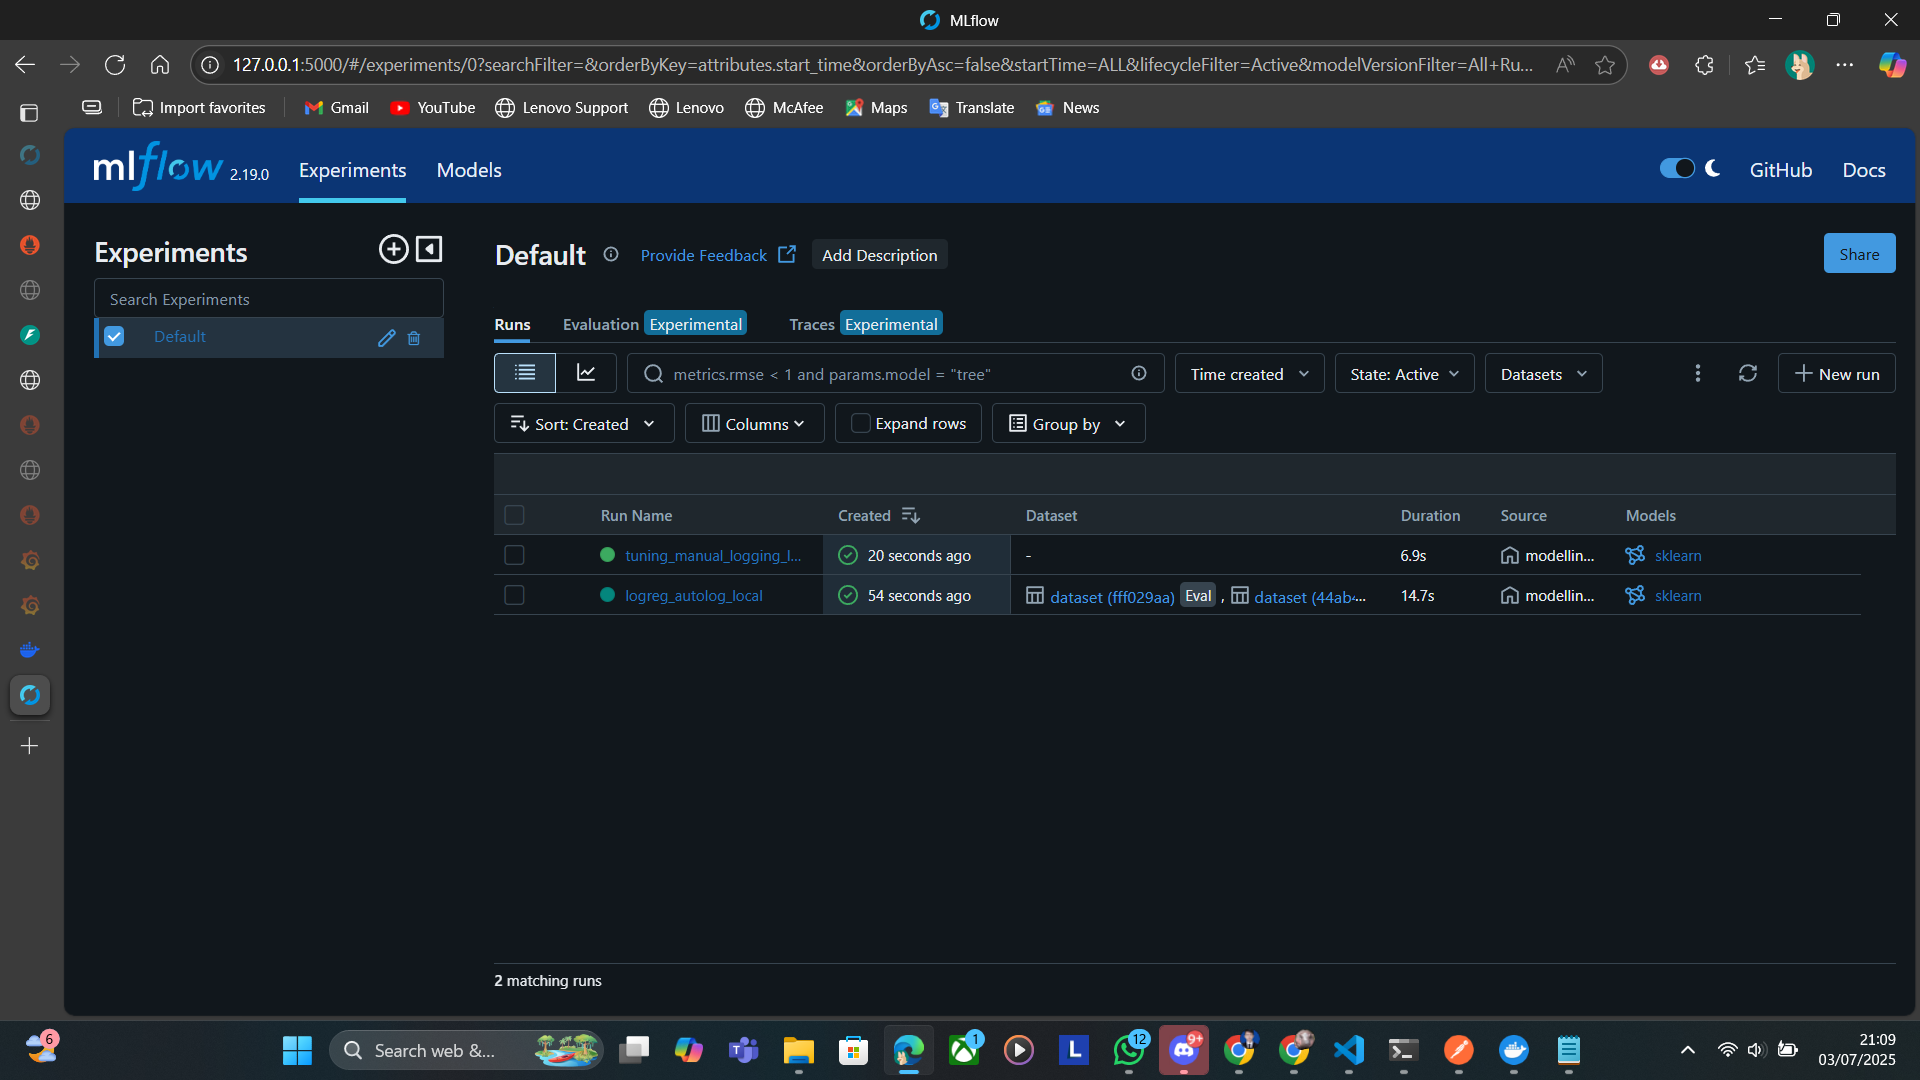 MLflow
127.0.0.1:5000/#/experiments/0?searchFilter=&orderByKey=attributes.start_time&orderByAsc=false&startTime=ALL&lifecycleFilter=Active&modelVersionFilter=All+Ru...
Import favorites Gmail YouTube Lenovo Support Lenovo McAfee Maps Translate News
mlflow 2.19.0 Experiments Models GitHub Docs
Experiments
Search Experiments
Default
Default Provide Feedback Add Description Share
Runs Evaluation Experimental Traces Experimental
metrics.rmse < 1 and params.model = "tree" Time created State: Active Datasets New run
Sort: Created Columns Expand rows Group by
Run Name Created Dataset Duration Source Models
tuning_manual_logging_l... 20 seconds ago - 6.9s modellin... sklearn
logreg_autolog_local 54 seconds ago dataset (fff029aa) Eval , dataset (44ab... 14.7s modellin... sklearn
2 matching runs
6 Search web &... 1 L 12 9+ 21:09
03/07/2025